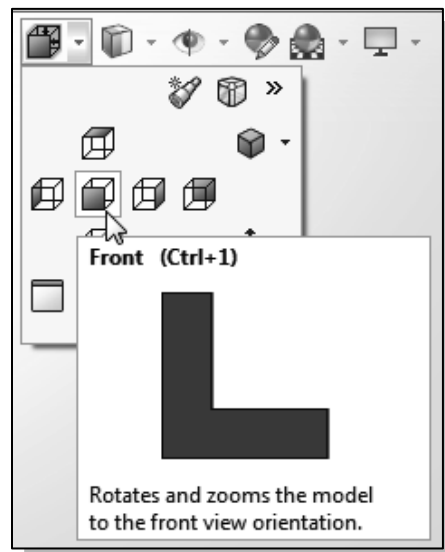 Front (Ctrl+1)
Rotates and zooms the model
to the front view orientation.